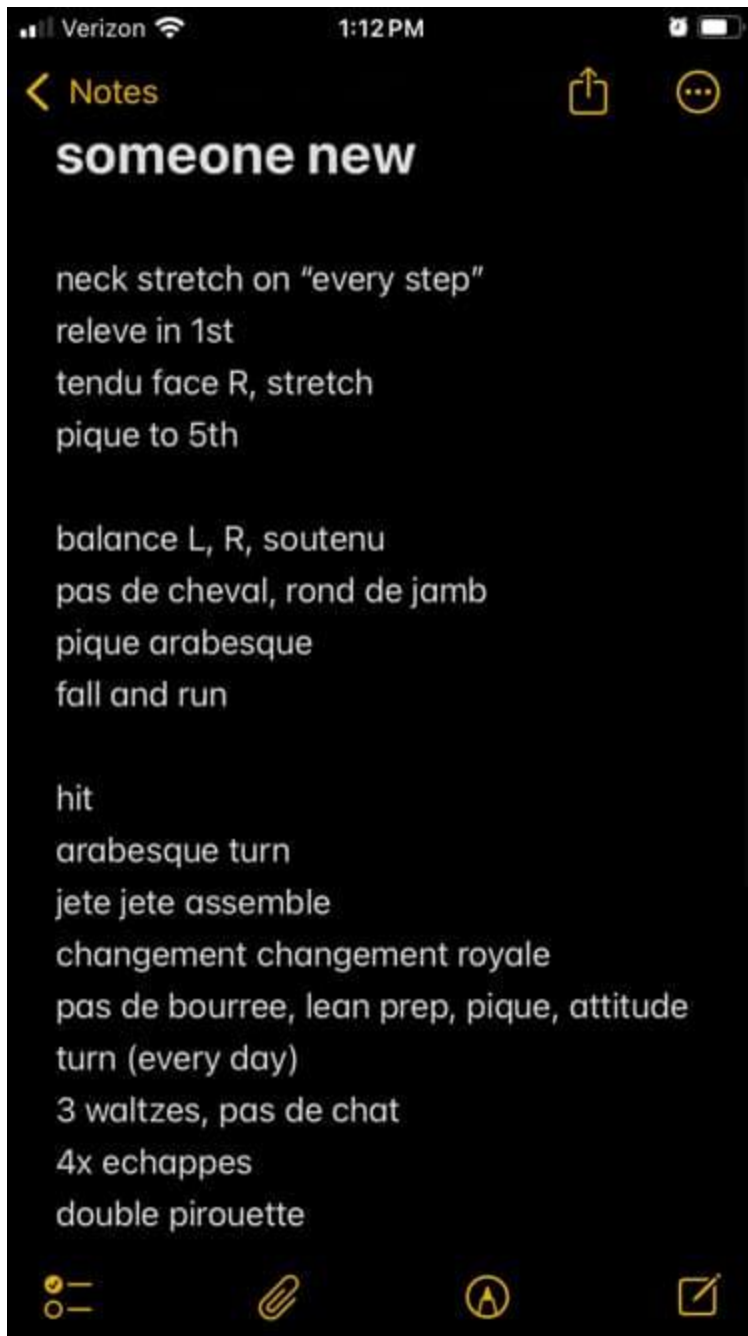 Verizon 1:12 PM
Notes
someone new
neck stretch on “every step”
releve in 1st
tendu face R, stretch
pique to 5th
balance L, R, soutenu
pas de cheval, rond de jamb
pique arabesque
fall and run
hit
arabesque turn
jete jete assemble
changement changement royale
pas de bourree, lean prep, pique, attitude
turn (every day)
3 waltzes, pas de chat
4x echappes
double pirouette